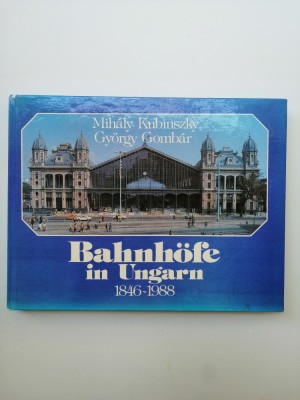 Mihály Kubinszky
György Gombár
Bahnhöfe
in Ungarn
1846-1988